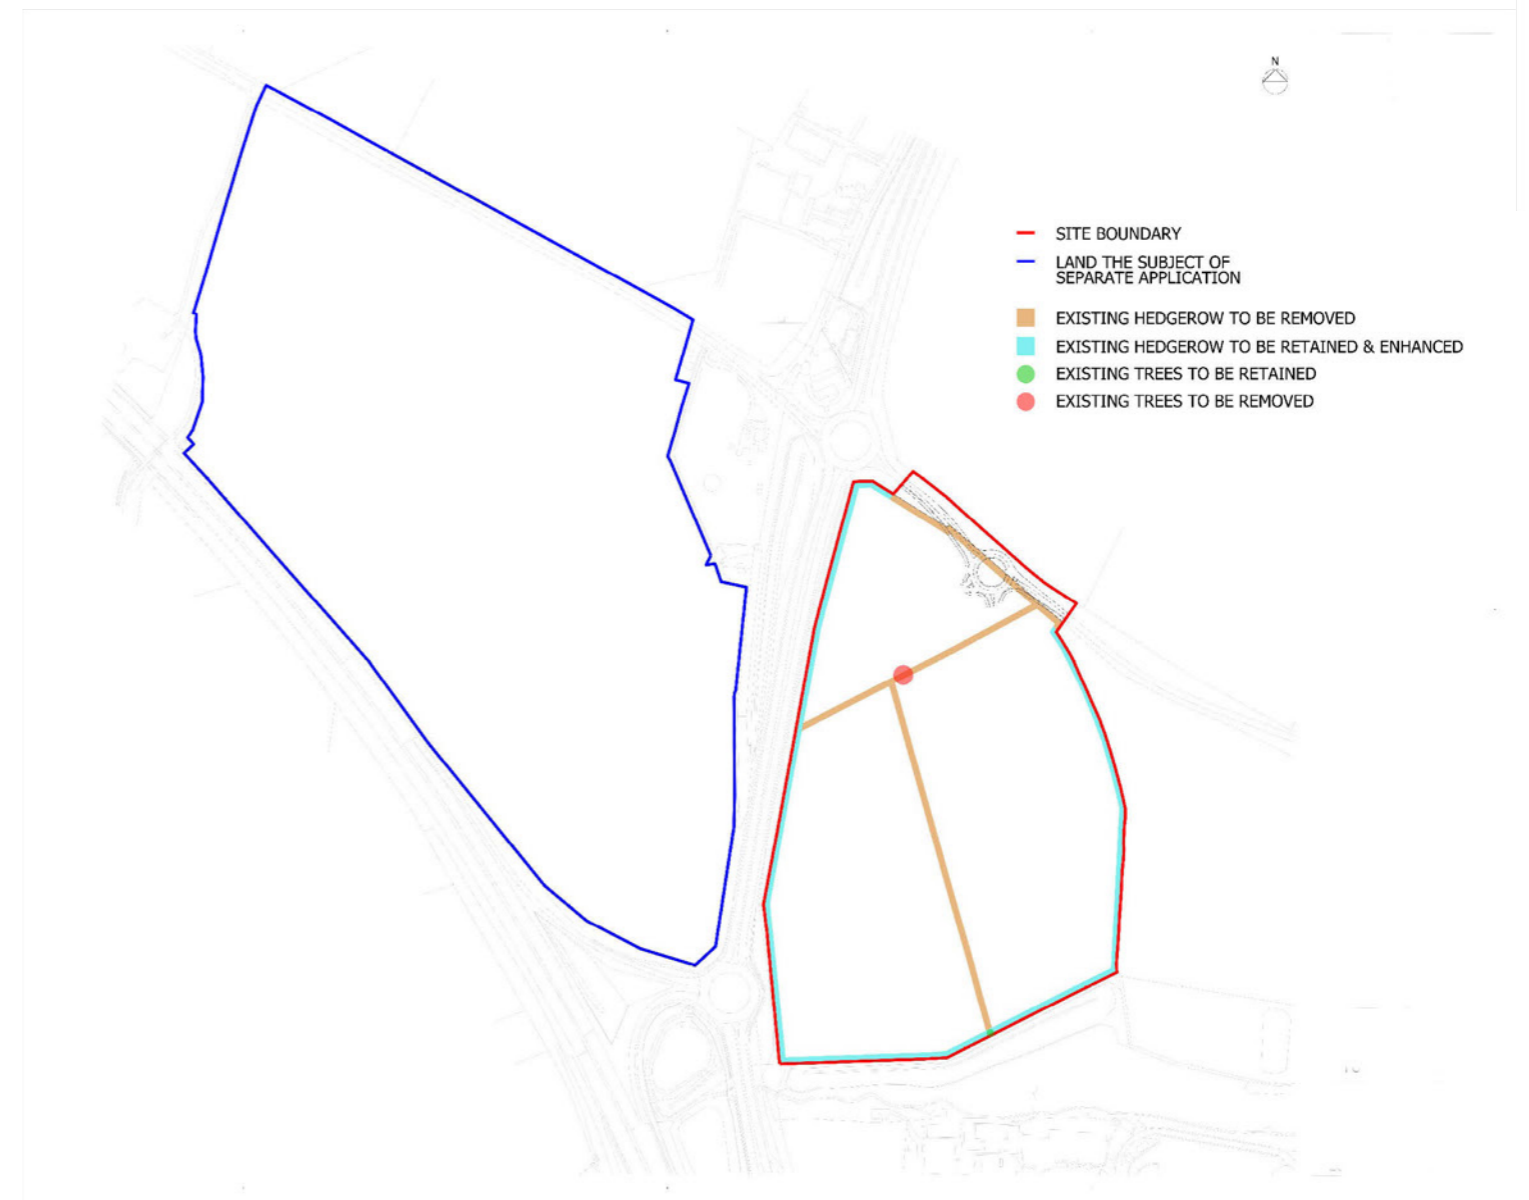 N
SITE BOUNDARY
LAND THE SUBJECT OF
SEPARATE APPLICATION
EXISTING HEDGEROW TO BE REMOVED
EXISTING HEDGEROW TO BE RETAINED & ENHANCED
EXISTING TREES TO BE RETAINED
EXISTING TREES TO BE REMOVED